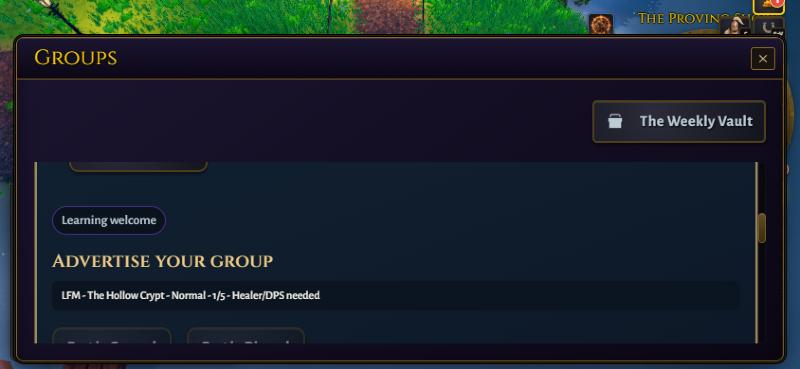 The Proving
Groups
The Weekly Vault
Learning welcome
Advertise your group
LFM - The Hollow Crypt - Normal - 1/5 - Healer/DPS needed